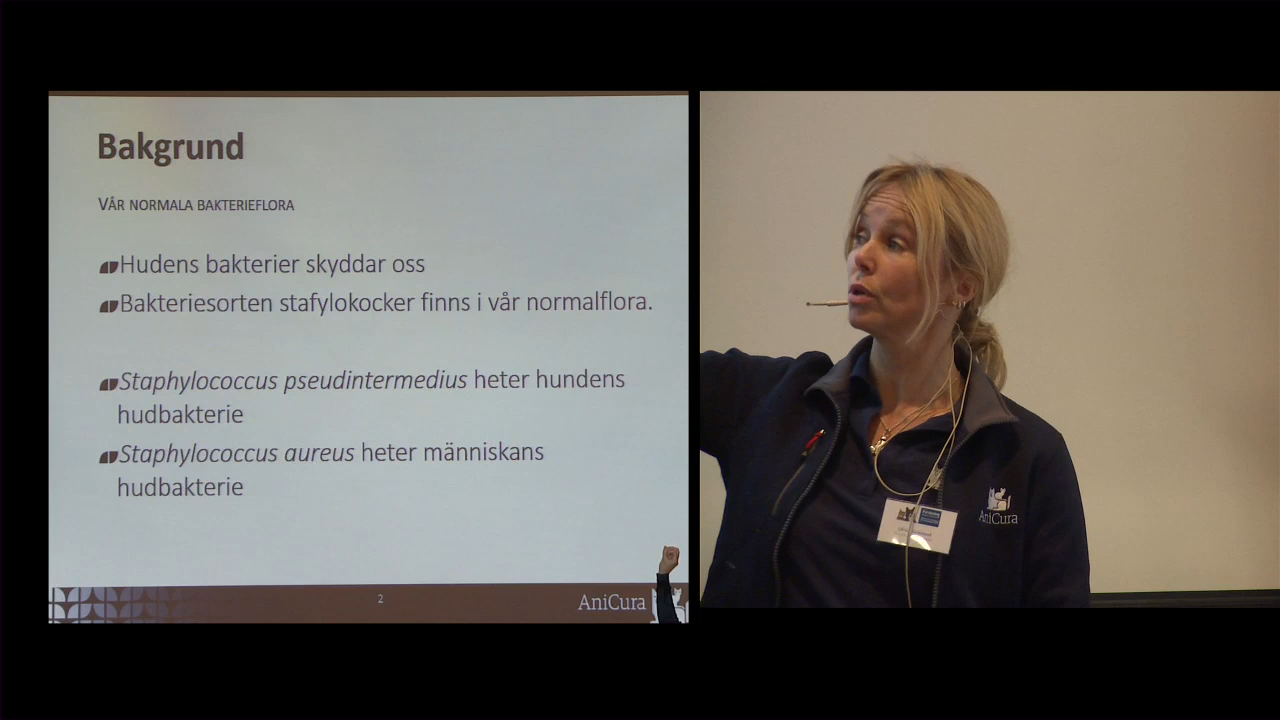 Bakgrund
VÅR NORMALA BAKTERIEFLORA
Hudens bakterier skyddar oss
Bakteriesorten stafylokocker finns i vår normalflora.
Staphylococcus pseudintermedius heter hundens
hudbakterie
Staphylococcus aureus heter människans
hudbakterie
2
AniCura
AniCura